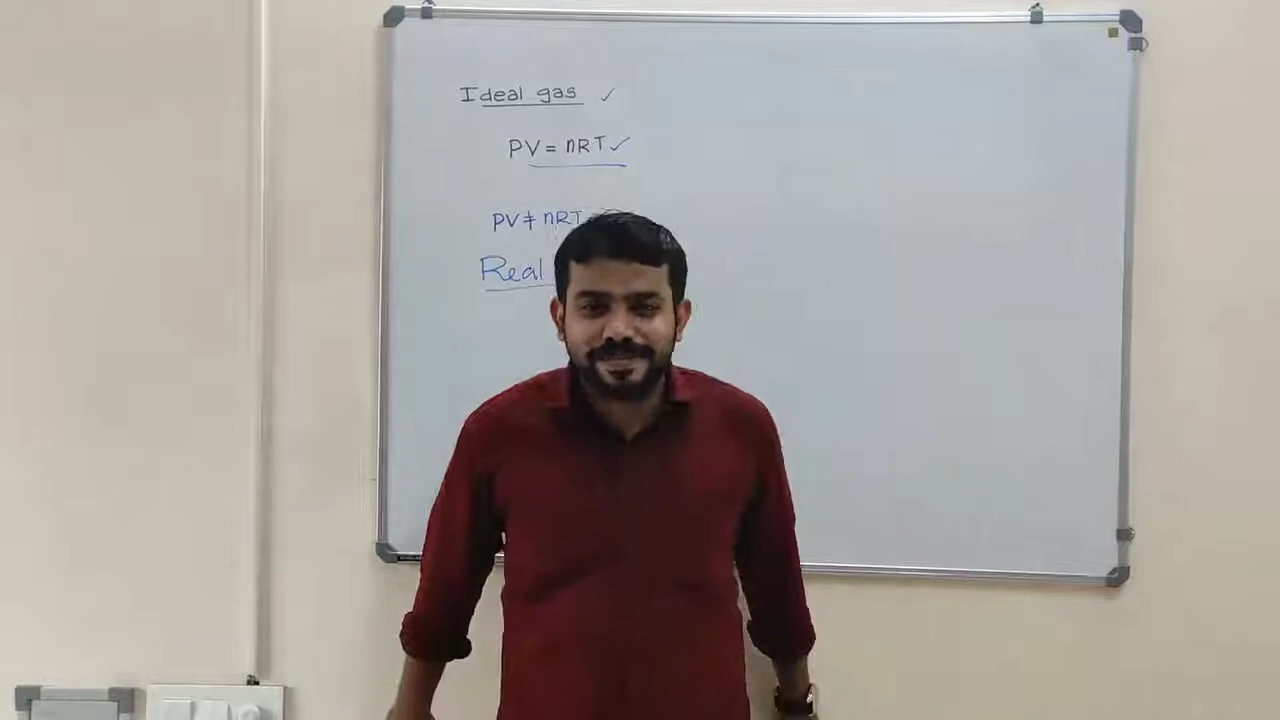 Ideal gas ✓
PV = nRT ✓
PV ≠ nRT
Real